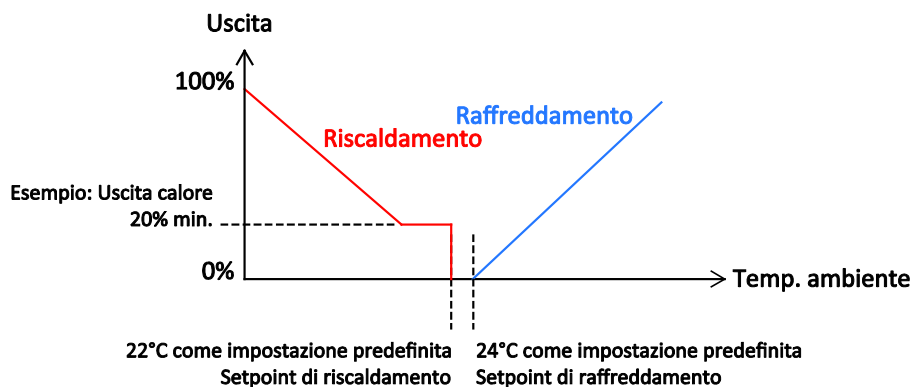 Uscita
100%
Raffreddamento
Riscaldamento
Esempio: Uscita calore
20% min.
0%
Temp. ambiente
22°C come impostazione predefinita
Setpoint di riscaldamento
24°C come impostazione predefinita
Setpoint di raffreddamento